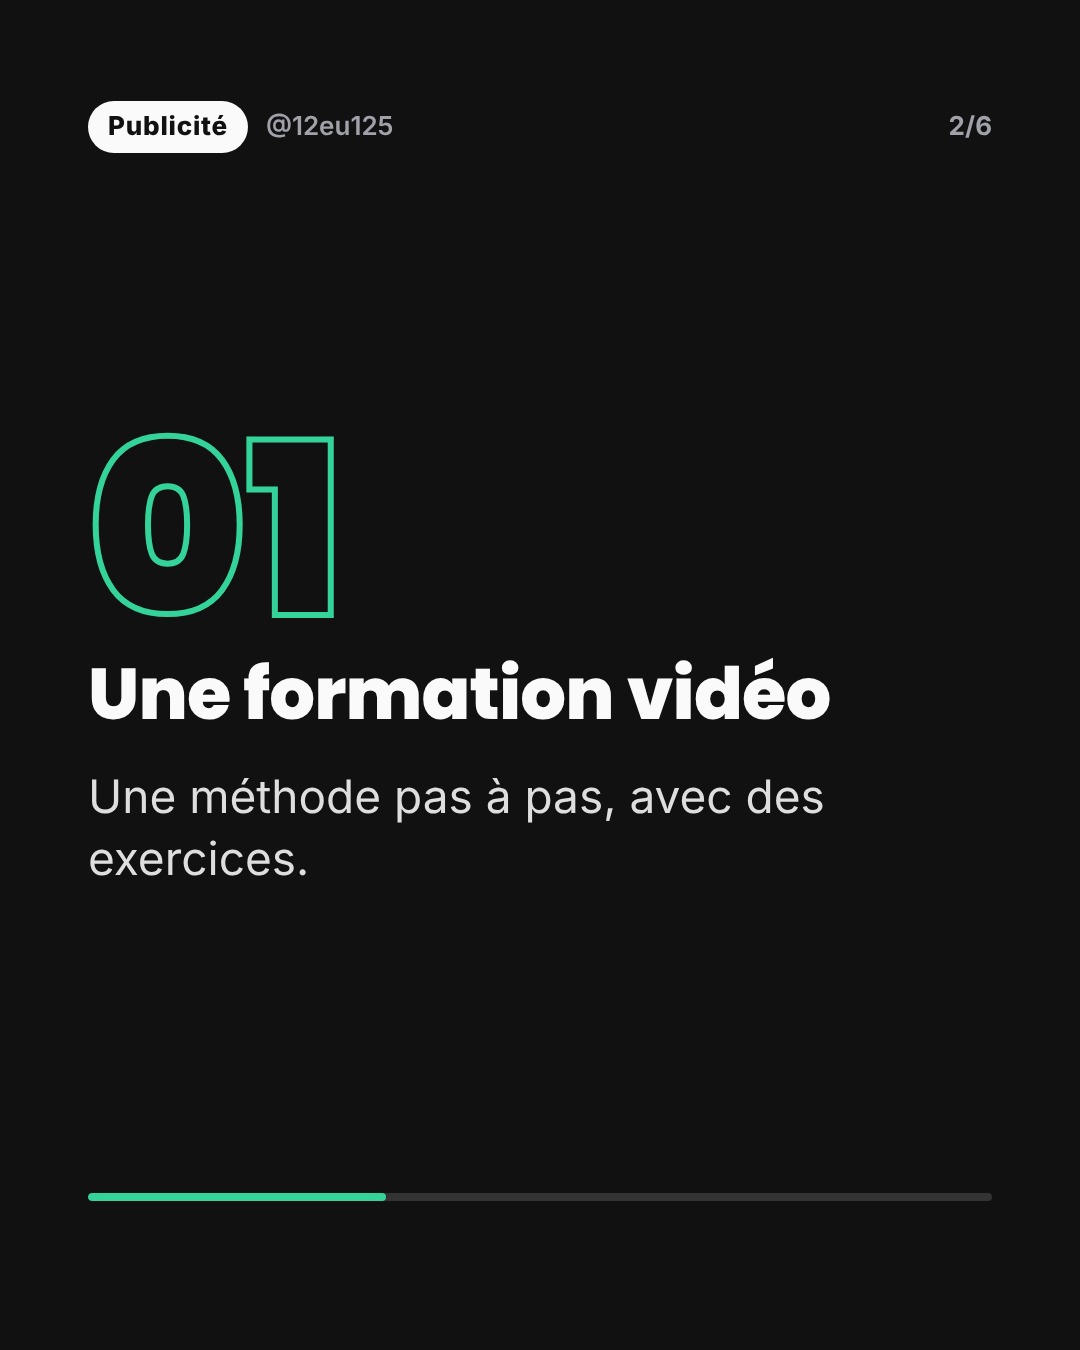 Publicité @12eu125 2/6
01
Une formation vidéo
Une méthode pas à pas, avec des
exercices.